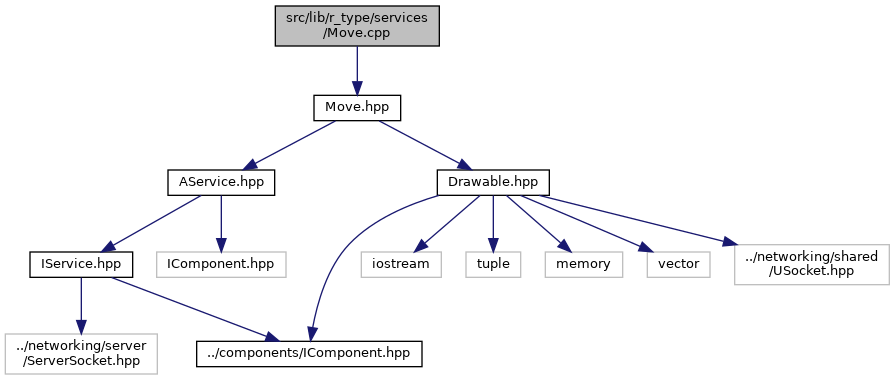 src/lib/r_type/services
/Move.cpp
Move.hpp
AService.hpp
Drawable.hpp
IService.hpp
IComponent.hpp
iostream
tuple
memory
vector
../networking/shared
/USocket.hpp
../networking/server
/ServerSocket.hpp
../components/IComponent.hpp